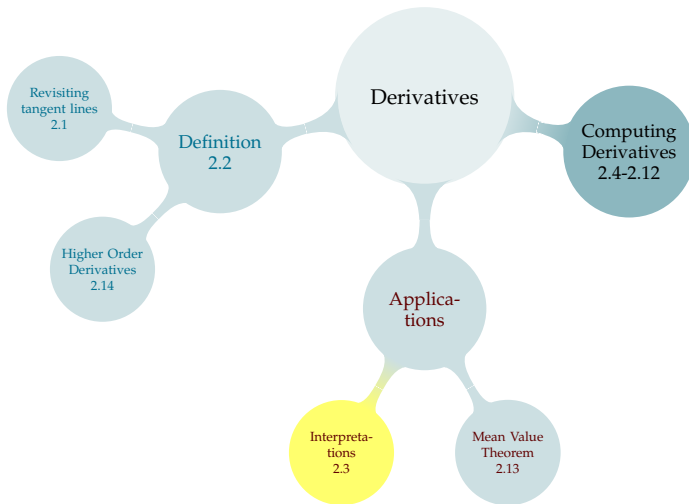 Derivatives
Revisiting
tangent lines
2.1
Definition
2.2
Computing
Derivatives
2.4-2.12
Higher Order
Derivatives
2.14
Applica-
tions
Interpreta-
tions
2.3
Mean Value
Theorem
2.13